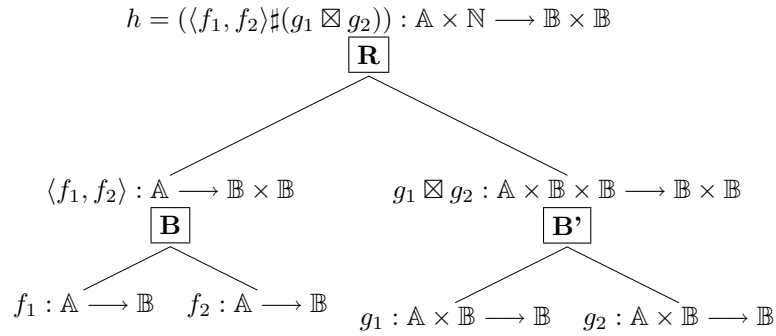 h = (⟨f₁, f₂⟩♯(g₁ ⊠ g₂)) : 𝔸 × ℕ ⟶ 𝔹 × 𝔹
R
⟨f₁, f₂⟩ : 𝔸 ⟶ 𝔹 × 𝔹 g₁ ⊠ g₂ : 𝔸 × 𝔹 × 𝔹 ⟶ 𝔹 × 𝔹
B B’
f₁ : 𝔸 ⟶ 𝔹 f₂ : 𝔸 ⟶ 𝔹 g₁ : 𝔸 × 𝔹 ⟶ 𝔹 g₂ : 𝔸 × 𝔹 ⟶ 𝔹